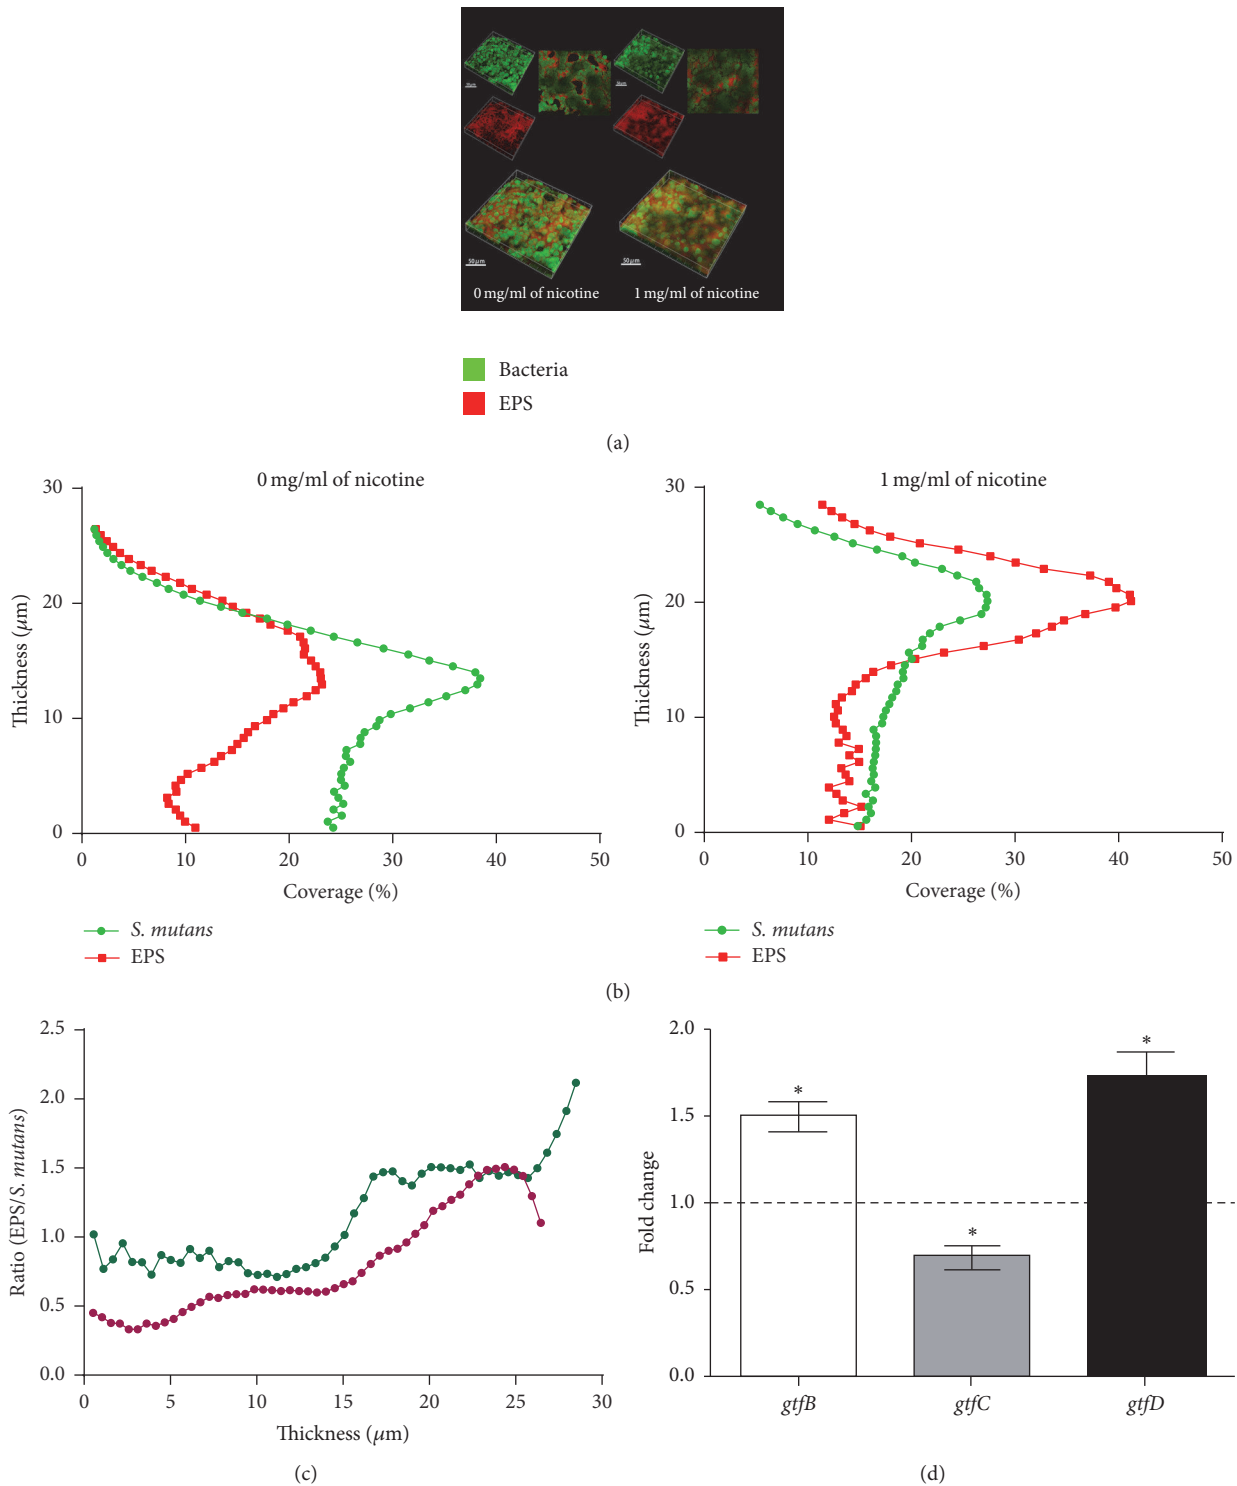 0 mg/ml of nicotine
1 mg/ml of nicotine
50 μm
50 μm
Bacteria
EPS
(a)
0 mg/ml of nicotine
30
20
10
0
Thickness (μm)
0 10 20 30 40 50
Coverage (%)
S. mutans
EPS
1 mg/ml of nicotine
30
20
10
0
Thickness (μm)
0 10 20 30 40 50
Coverage (%)
S. mutans
EPS
(b)
2.5
2.0
1.5
1.0
0.5
0.0
Ratio (EPS/S. mutans)
0 5 10 15 20 25 30
Thickness (μm)
(c)
2.0
1.5
1.0
0.5
0.0
Fold change
*
*
*
gtfB gtfC gtfD
(d)